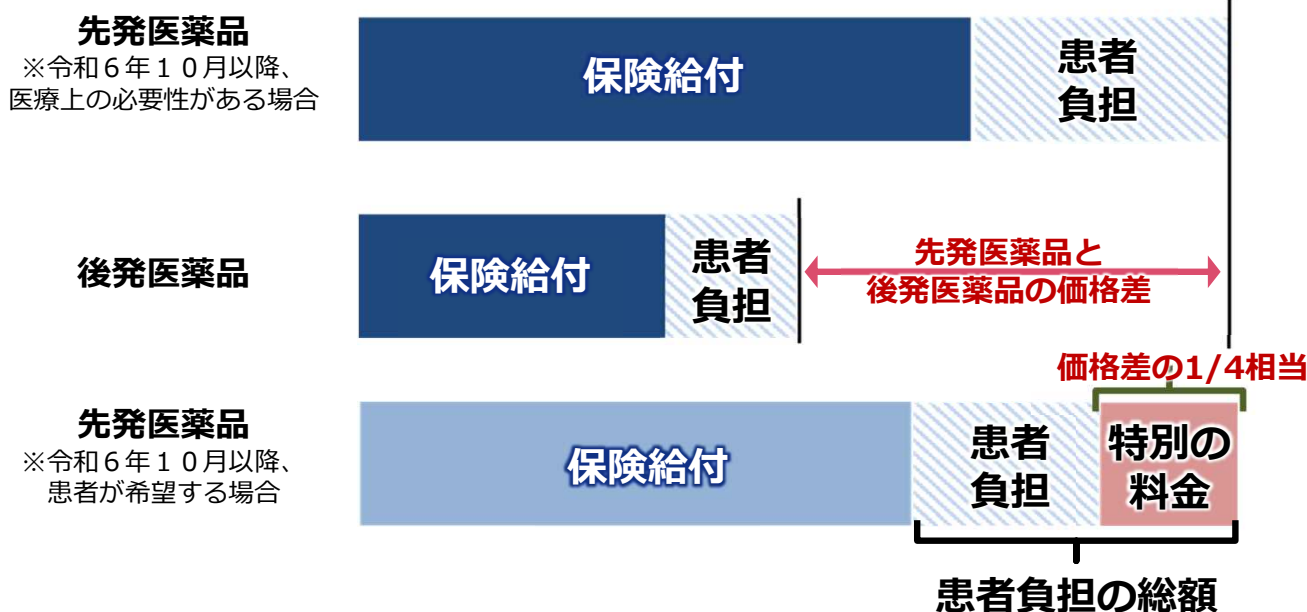 先発医薬品
※令和６年１０月以降、
医療上の必要性がある場合
保険給付
患者
負担
後発医薬品
保険給付
患者
負担
先発医薬品と
後発医薬品の価格差
価格差の1/4相当
先発医薬品
※令和６年１０月以降、
患者が希望する場合
保険給付
患者
負担
特別の
料金
患者負担の総額